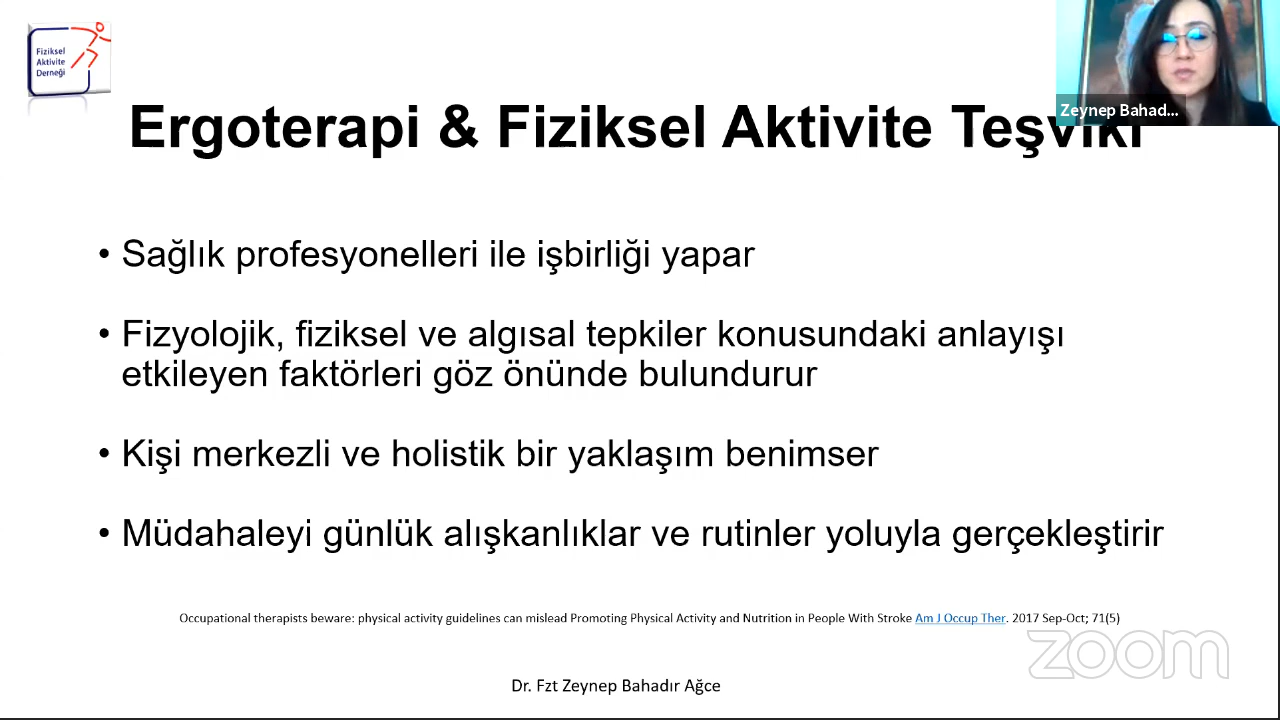 Fiziksel
Aktivite
Derneği
Zeynep Bahad...
Ergoterapi & Fiziksel Aktivite Teşviki
• Sağlık profesyonelleri ile işbirliği yapar
• Fizyolojik, fiziksel ve algısal tepkiler konusundaki anlayışı
etkileyen faktörleri göz önünde bulundurur
• Kişi merkezli ve holistik bir yaklaşım benimser
• Müdahaleyi günlük alışkanlıklar ve rutinler yoluyla gerçekleştirir
Occupational therapists beware: physical activity guidelines can mislead Promoting Physical Activity and Nutrition in People With Stroke Am J Occup Ther. 2017 Sep-Oct; 71(5)
zoom
Dr. Fzt Zeynep Bahadır Ağce